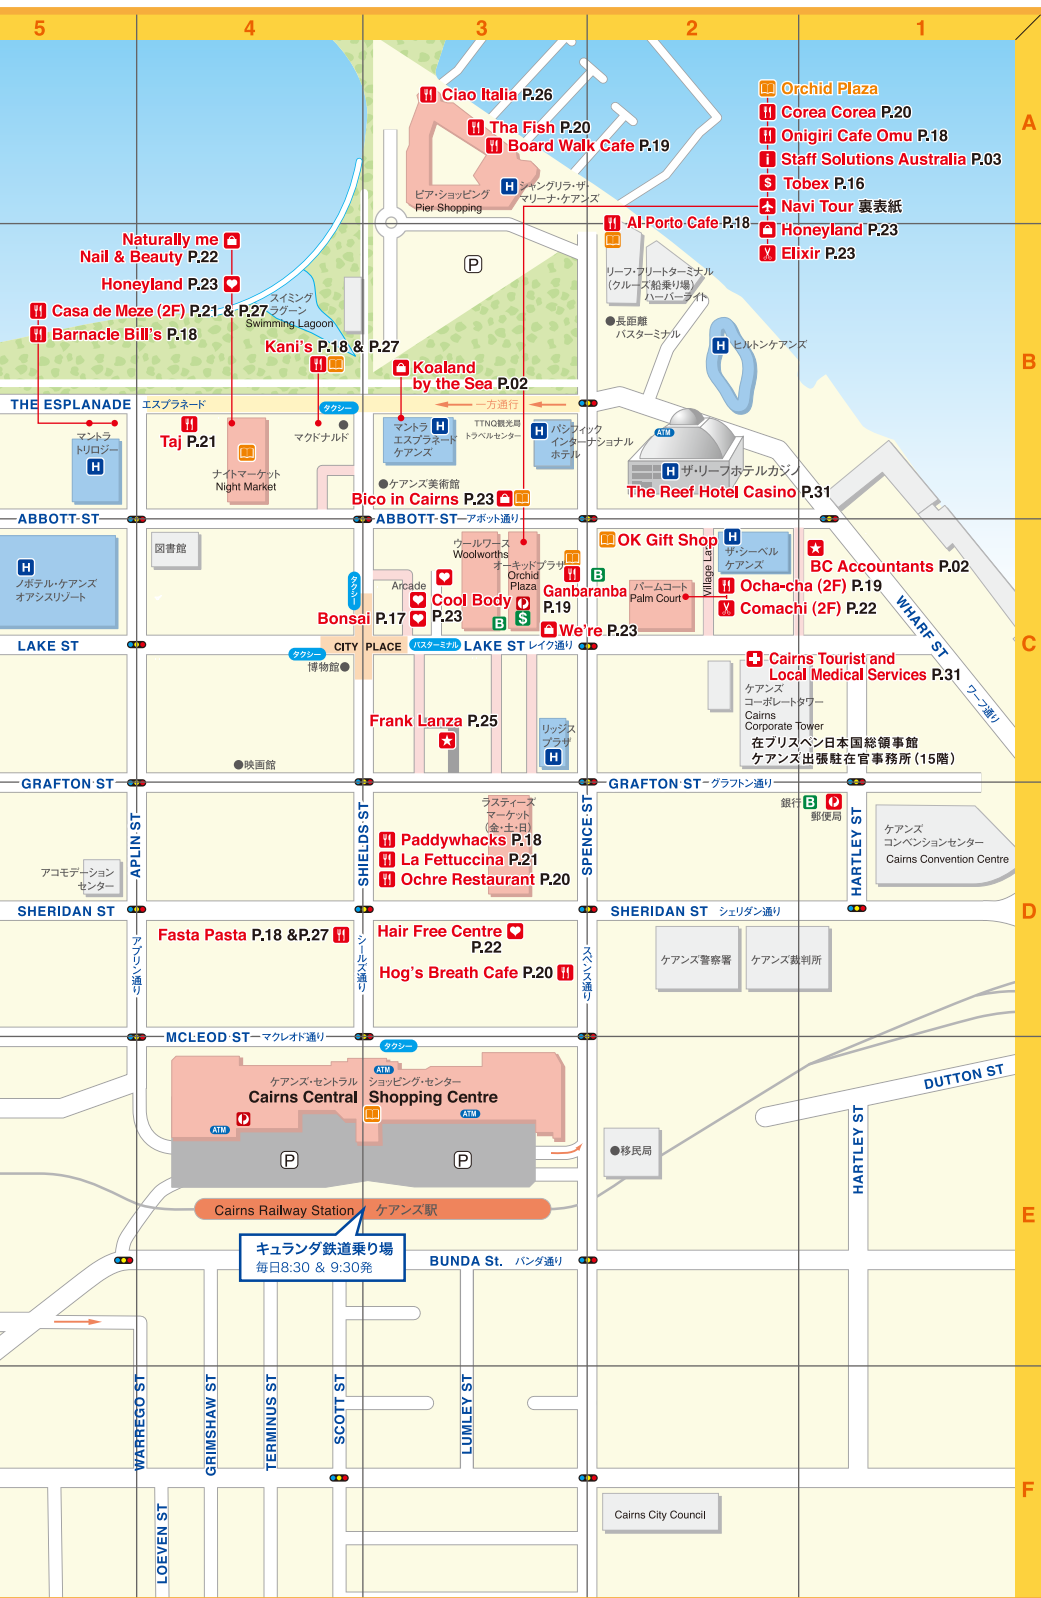 5
4
3
2
1
A
B
C
D
E
F
Ciao Italia P.26
Tha Fish P.20
Board Walk Cafe P.19
シャングリラ・ザ・
マリーナ・ケアンズ
ピア・ショッピング
Pier Shopping
Orchid Plaza
Corea Corea P.20
Onigiri Cafe Omu P.18
Staff Solutions Australia P.03
Tobex P.16
Navi Tour 裏表紙
Honeyland P.23
Elixir P.23
Al Porto Cafe P.18
リーフ・フリートターミナル
(クルーズ船乗り場)
ハーバーライト
●長距離
バスターミナル
ヒルトンケアンズ
Naturally me
Nail & Beauty P.22
Honeyland P.23
Casa de Meze (2F) P.21 & P.27
Barnacle Bill's P.18
スイミング
ラグーン
Swimming Lagoon
Kani's P.18 & P.27
Koaland
by the Sea P.02
THE ESPLANADE エスプラネード
タクシー
一方通行
マントラ
トリロジー
Taj P.21
ナイトマーケット
Night Market
マクドナルド
マントラ
エスプラネード
ケアンズ
TTNQ観光局
トラベルセンター
パシフィック
インターナショナル
ホテル
ATM
ザ・リーフホテルカジノ
The Reef Hotel Casino P.31
●ケアンズ美術館
Bico in Cairns P.23
ABBOTT ST
ABBOTT ST アボット通り
ノボテル・ケアンズ
オアシスリゾート
図書館
タクシー
ウールワース
Woolworths
オーキッドプラザ
Orchid
Plaza
Arcade
Cool Body
P.23
Bonsai P.17
Ganbaranba
P.19
We're P.23
OK Gift Shop
パームコート
Palm Court
ザ・シーベル
ケアンズ
BC Accountants P.02
Ocha-cha (2F) P.19
Comachi (2F) P.22
WHARF ST
ワーフ通り
LAKE ST
CITY PLACE
バスターミナル
LAKE ST レイク通り
タクシー
博物館●
Cairns Tourist and
Local Medical Services P.31
ケアンズ
コーポレートタワー
Cairns
Corporate Tower
在ブリスベン日本国総領事館
ケアンズ出張駐在官事務所(15階)
Frank Lanza P.25
リッジス
プラザ
●映画館
GRAFTON ST
GRAFTON ST グラフトン通り
銀行
郵便局
ケアンズ
コンベンションセンター
Cairns Convention Centre
HARTLEY ST
APLIN ST
SHIELDS ST
SPENCE ST
ラスティーズ
マーケット
(金・土・日)
Paddywhacks P.18
La Fettuccina P.21
Ochre Restaurant P.20
アコモデーション
センター
SHERIDAN ST
SHERIDAN ST シェリダン通り
アプリン通り
シールズ通り
スペンス通り
Fasta Pasta P.18 &P.27
Hair Free Centre
P.22
Hog's Breath Cafe P.20
ケアンズ警察署
ケアンズ裁判所
MCLEOD ST マクレオド通り
タクシー
ATM
ケアンズ・セントラル ショッピング・センター
Cairns Central Shopping Centre
ATM
ATM
P
P
P
●移民局
DUTTON ST
HARTLEY ST
Cairns Railway Station ケアンズ駅
キュランダ鉄道乗り場
毎日8:30 & 9:30発
BUNDA St. バンダ通り
WARREGO ST
GRIMSHAW ST
TERMINUS ST
SCOTT ST
LUMLEY ST
LOEVEN ST
Cairns City Council